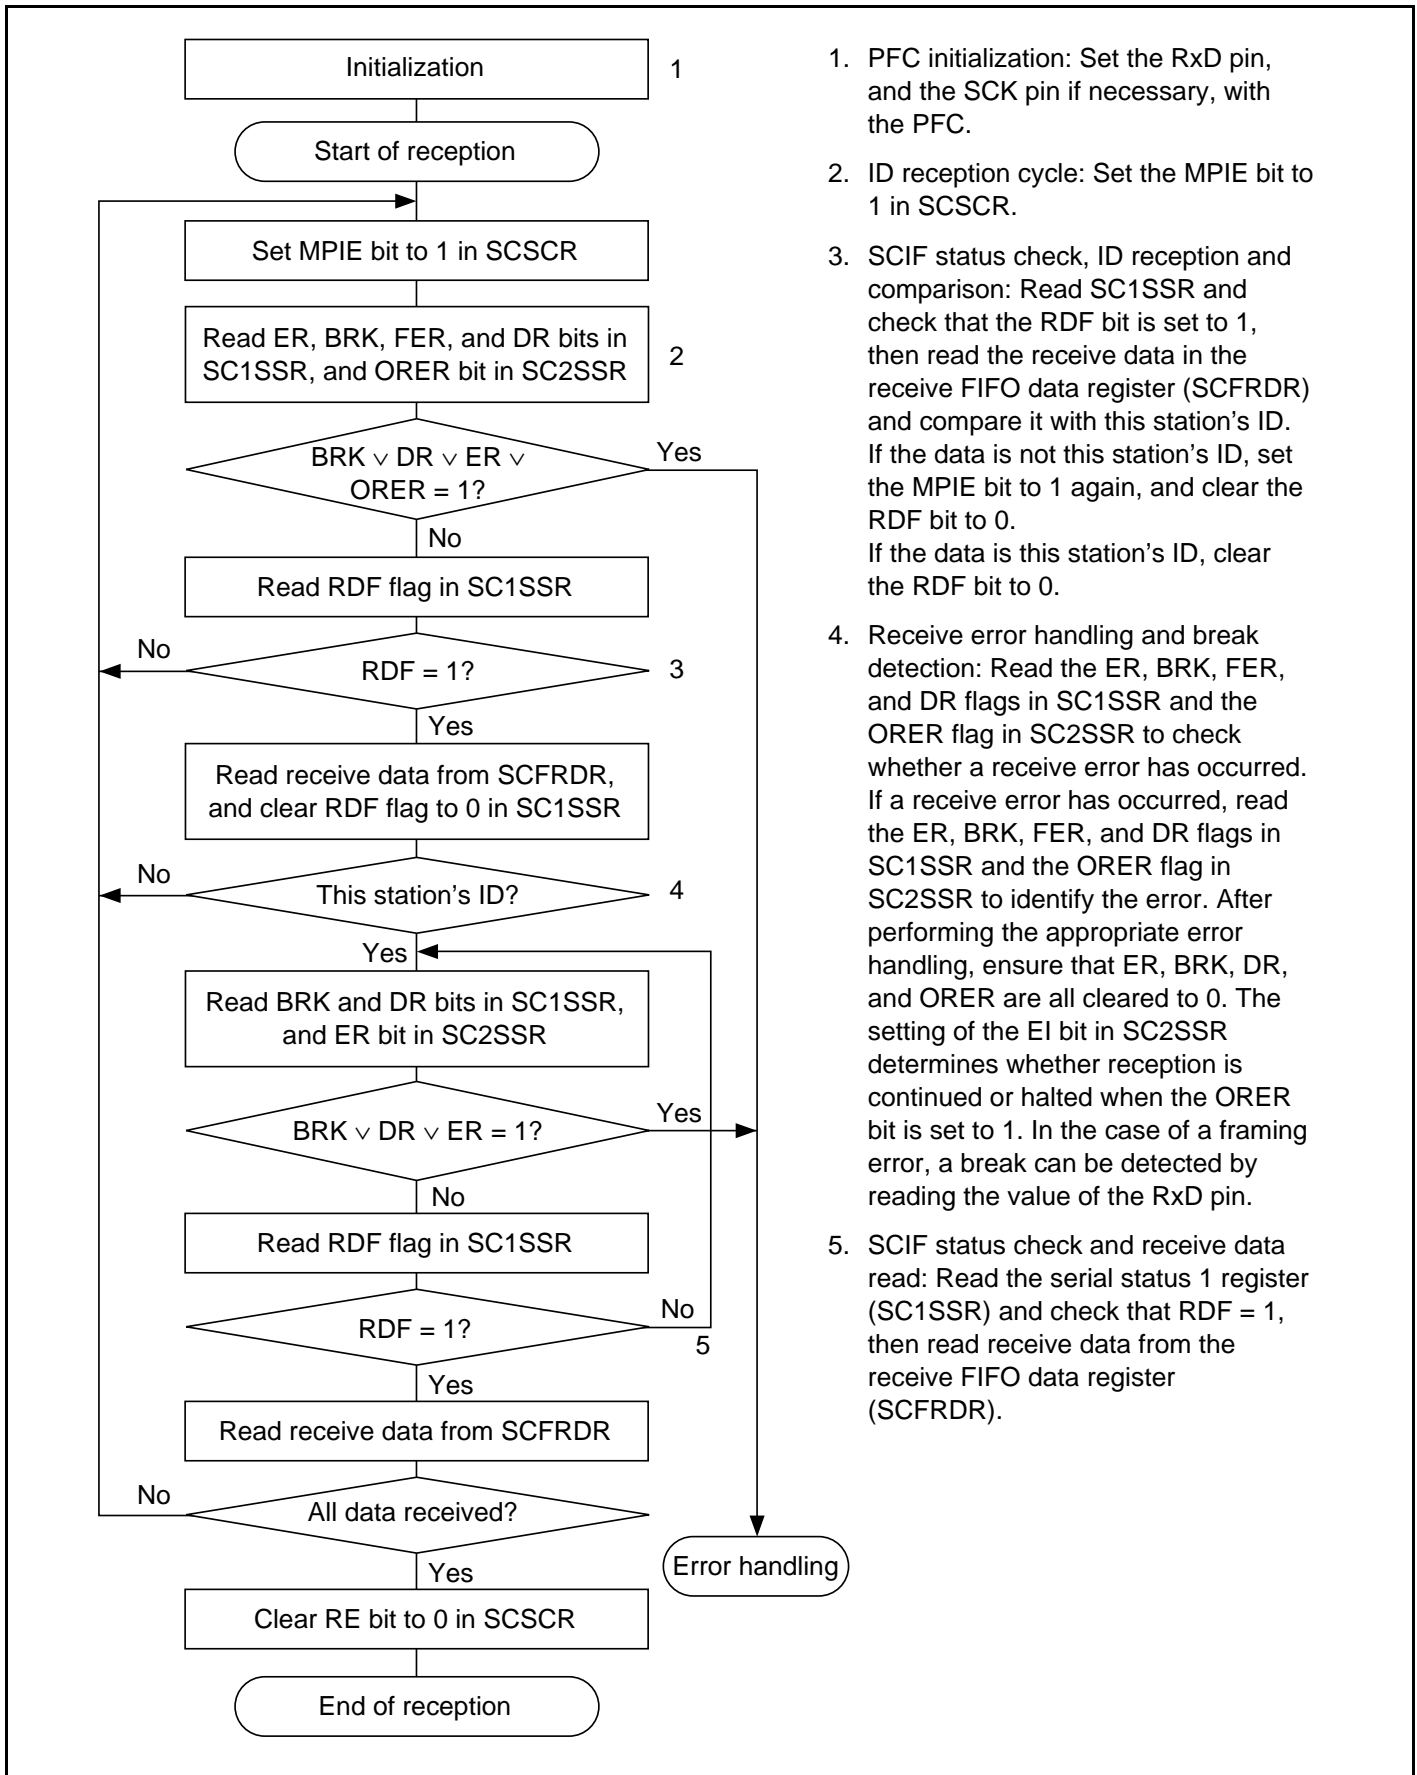 Initialization
1
Start of reception
Set MPIE bit to 1 in SCSCR
Read ER, BRK, FER, and DR bits in
SC1SSR, and ORER bit in SC2SSR
2
BRK ∨ DR ∨ ER ∨
ORER = 1?
Yes
No
Read RDF flag in SC1SSR
No
RDF = 1?
3
Yes
Read receive data from SCFRDR,
and clear RDF flag to 0 in SC1SSR
No
This station's ID?
4
Yes
Read BRK and DR bits in SC1SSR,
and ER bit in SC2SSR
BRK ∨ DR ∨ ER = 1?
Yes
No
Read RDF flag in SC1SSR
RDF = 1?
No
5
Yes
Read receive data from SCFRDR
No
All data received?
Error handling
Yes
Clear RE bit to 0 in SCSCR
End of reception
1. PFC initialization: Set the RxD pin,
and the SCK pin if necessary, with
the PFC.
2. ID reception cycle: Set the MPIE bit to
1 in SCSCR.
3. SCIF status check, ID reception and
comparison: Read SC1SSR and
check that the RDF bit is set to 1,
then read the receive data in the
receive FIFO data register (SCFRDR)
and compare it with this station's ID.
If the data is not this station's ID, set
the MPIE bit to 1 again, and clear the
RDF bit to 0.
If the data is this station's ID, clear
the RDF bit to 0.
4. Receive error handling and break
detection: Read the ER, BRK, FER,
and DR flags in SC1SSR and the
ORER flag in SC2SSR to check
whether a receive error has occurred.
If a receive error has occurred, read
the ER, BRK, FER, and DR flags in
SC1SSR and the ORER flag in
SC2SSR to identify the error. After
performing the appropriate error
handling, ensure that ER, BRK, DR,
and ORER are all cleared to 0. The
setting of the EI bit in SC2SSR
determines whether reception is
continued or halted when the ORER
bit is set to 1. In the case of a framing
error, a break can be detected by
reading the value of the RxD pin.
5. SCIF status check and receive data
read: Read the serial status 1 register
(SC1SSR) and check that RDF = 1,
then read receive data from the
receive FIFO data register
(SCFRDR).